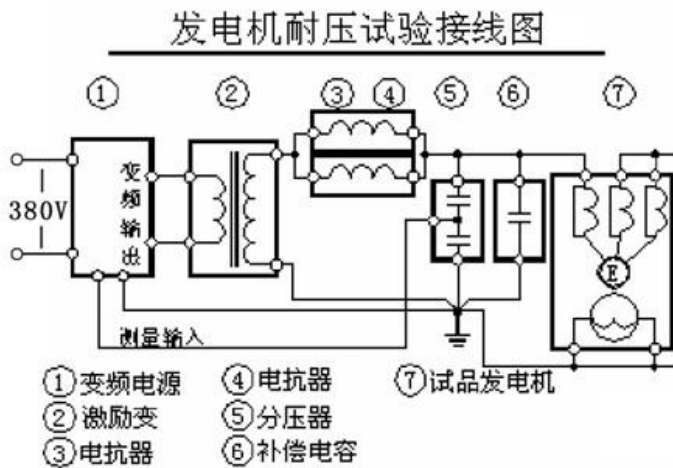 发电机耐压试验接线图
① ② ③ ④ ⑤ ⑥ ⑦
380V
变频输出
E
测量输入
①变频电源 ④电抗器 ⑦试品发电机
②激励变 ⑤分压器
③电抗器 ⑥补偿电容